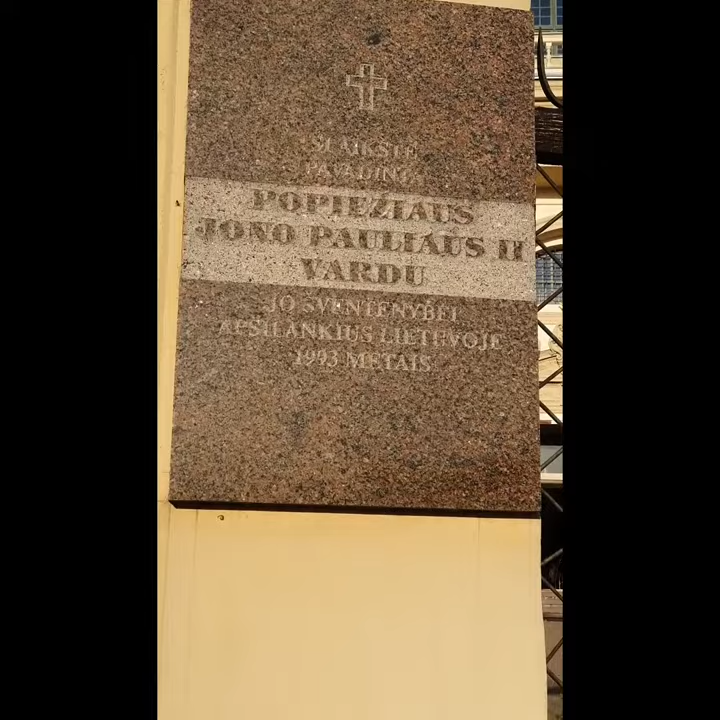 ŠI AIKŠTĖ
PAVADINTA
POPIEŽIAUS
JONO PAULIAUS II
VARDU
JO ŠVENTENYBEI
APSILANKIUS LIETUVOJE
1993 METAIS